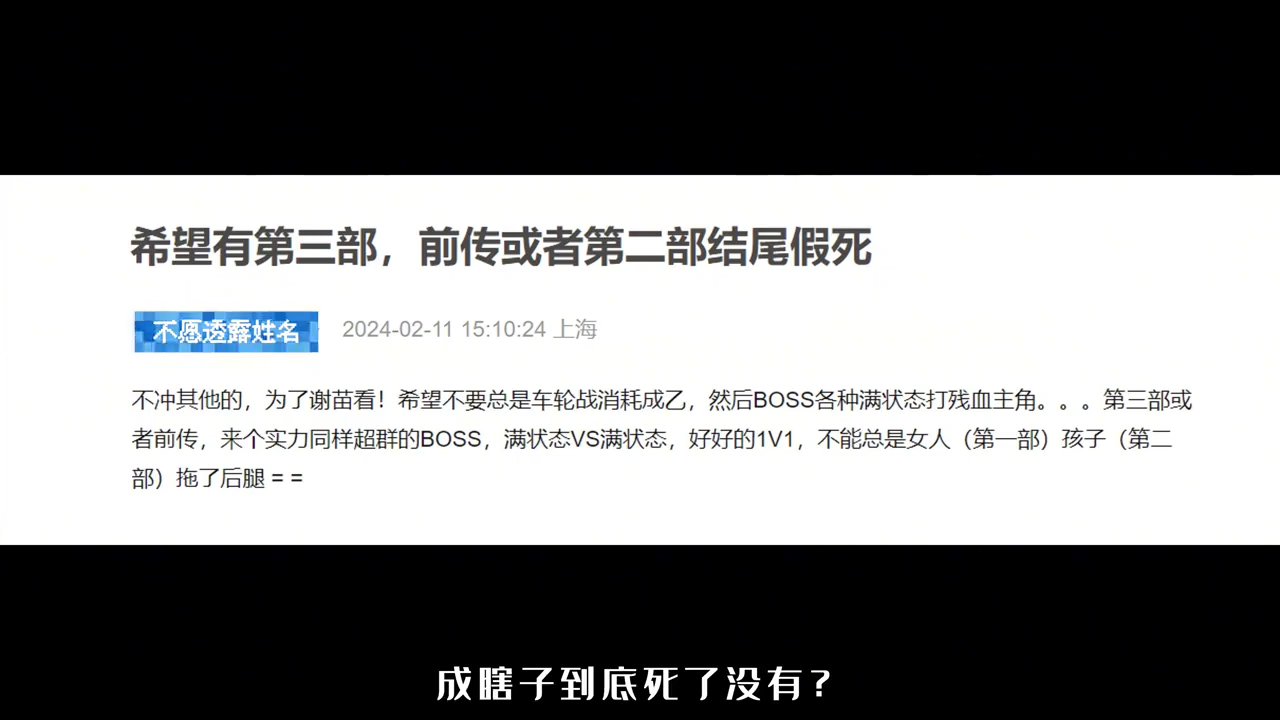 希望有第三部，前传或者第二部结尾假死
不愿透露姓名 2024-02-11 15:10:24 上海
不冲其他的，为了谢苗看！希望不要总是车轮战消耗成乙，然后BOSS各种满状态打残血主角。。。第三部或
者前传，来个实力同样超群的BOSS，满状态VS满状态，好好的1V1，不能总是女人（第一部）孩子（第二
部）拖了后腿 = =
成瞎子到底死了没有？